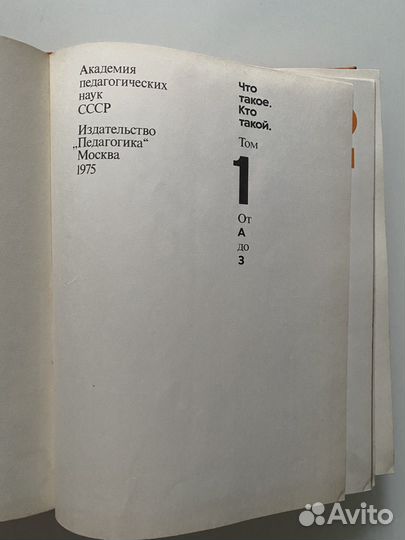 Академия
педагогических
наук
СССР
Издательство
„Педагогика“
Москва
1975
Что
такое.
Кто
такой.
Том
1
От
А
до
З
Avito